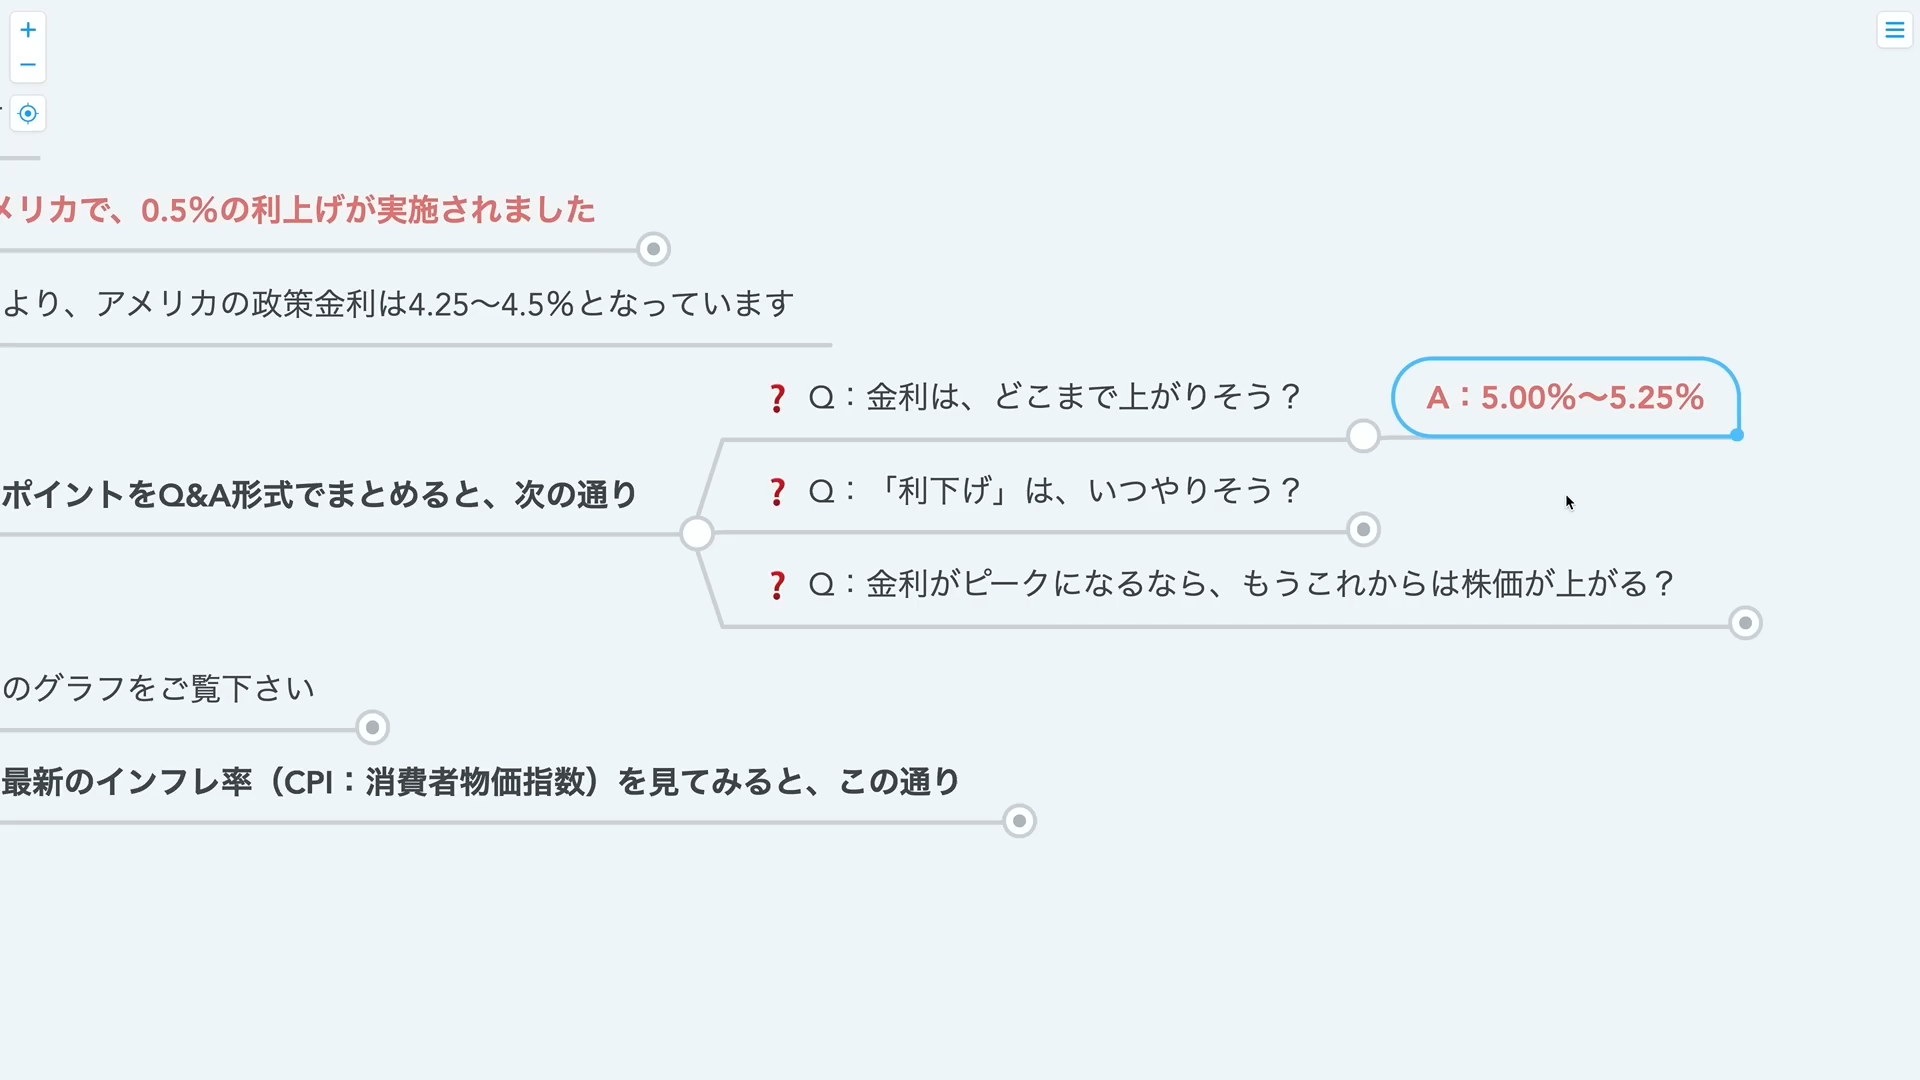 メリカで、0.5%の利上げが実施されました
より、アメリカの政策金利は4.25〜4.5%となっています
❓ Q：金利は、どこまで上がりそう？
A：5.00%〜5.25%
ポイントをQ&A形式でまとめると、次の通り
❓ Q：「利下げ」は、いつやりそう？
❓ Q：金利がピークになるなら、もうこれからは株価が上がる？
のグラフをご覧下さい
最新のインフレ率（CPI：消費者物価指数）を見てみると、この通り